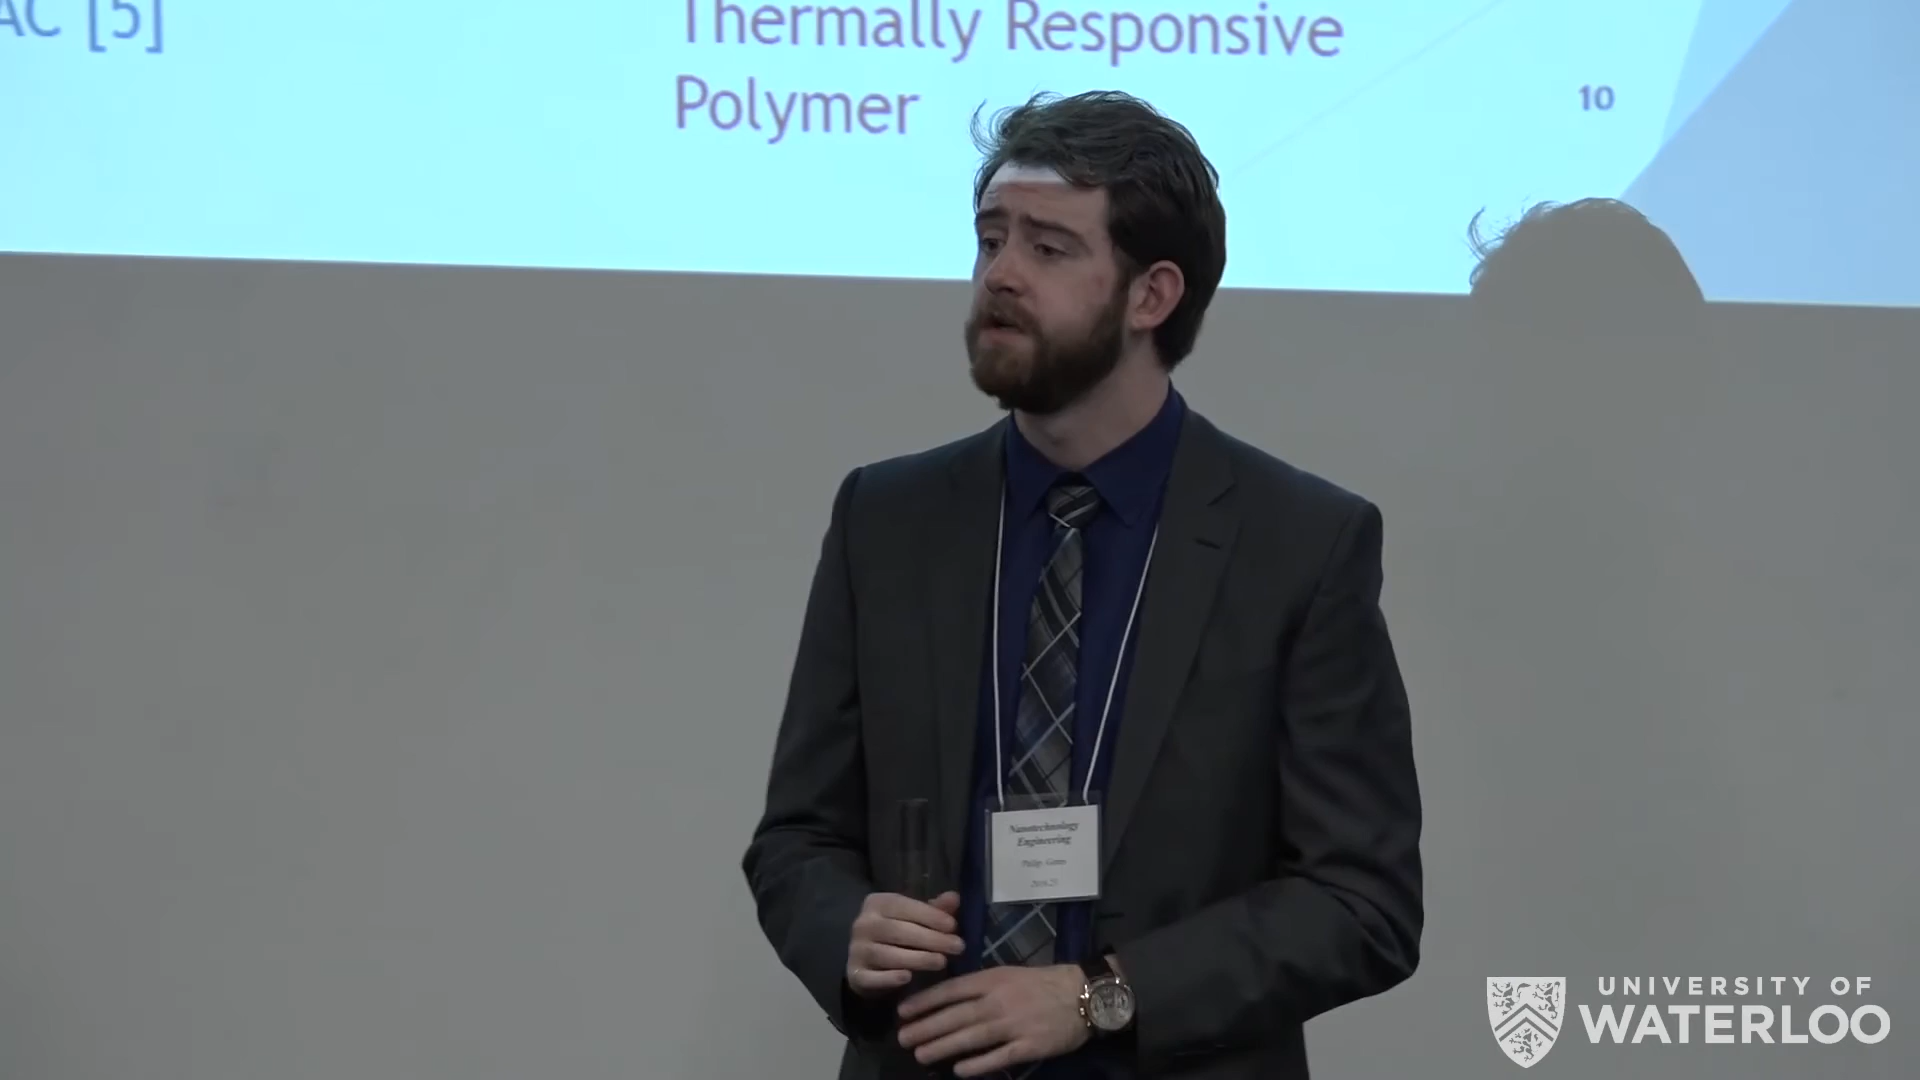 AC [5]
Thermally Responsive
Polymer
10
Nanotechnology
Engineering
UNIVERSITY OF
WATERLOO